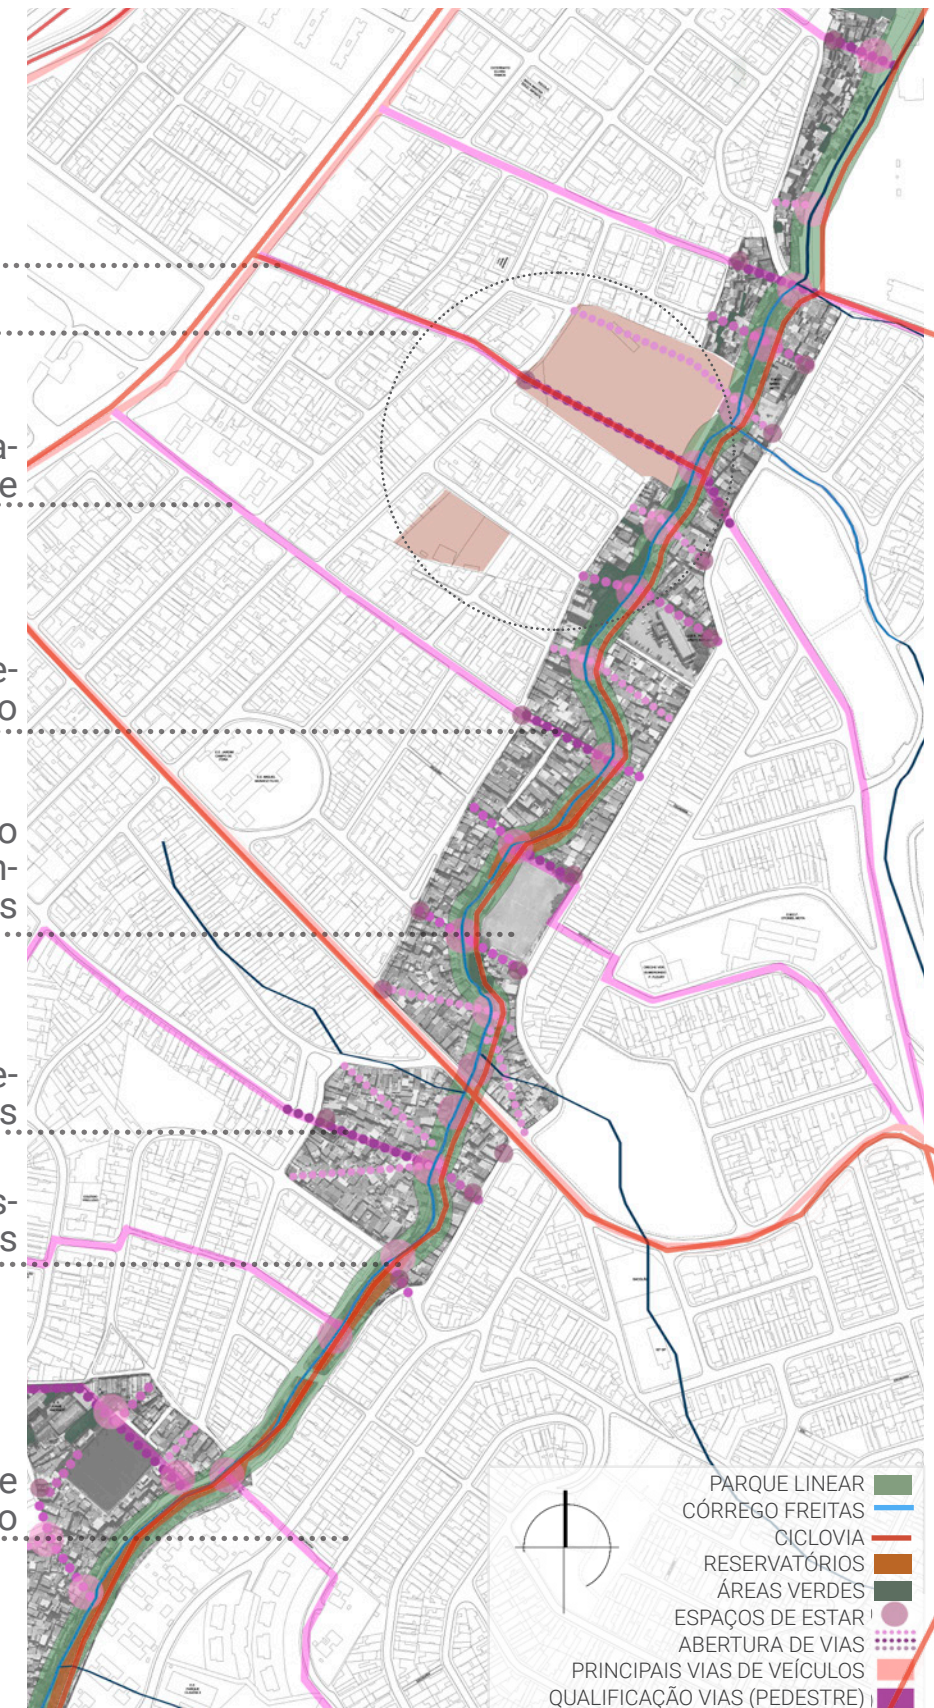 a-
e
e-
o
o
n-
s
e-
s
s-
s
e
o
PARQUE LINEAR
CÓRREGO FREITAS
CICLOVIA
RESERVATÓRIOS
ÁREAS VERDES
ESPAÇOS DE ESTAR
ABERTURA DE VIAS
PRINCIPAIS VIAS DE VEÍCULOS
QUALIFICAÇÃO VIAS (PEDESTRE)